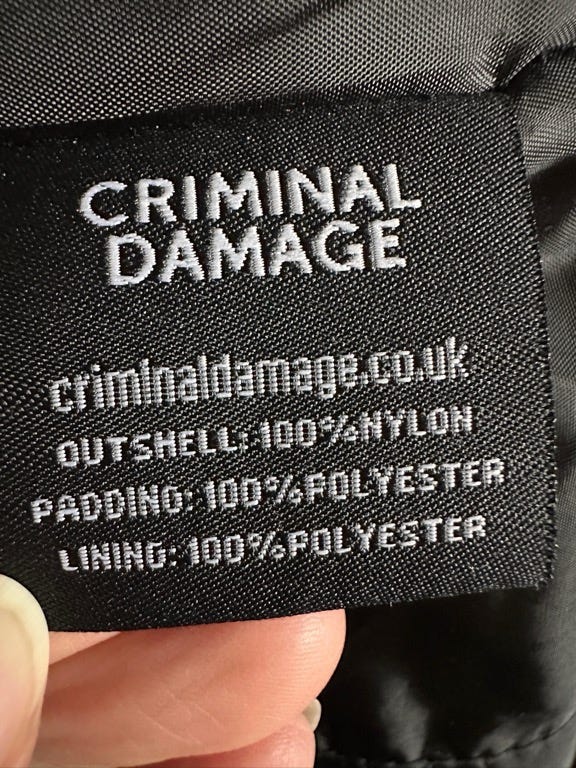 CRIMINAL
DAMAGE
criminaldamage.co.uk
OUTSHELL: 100%NYLON
PADDING: 100%POLYESTER
LINING: 100%POLYESTER